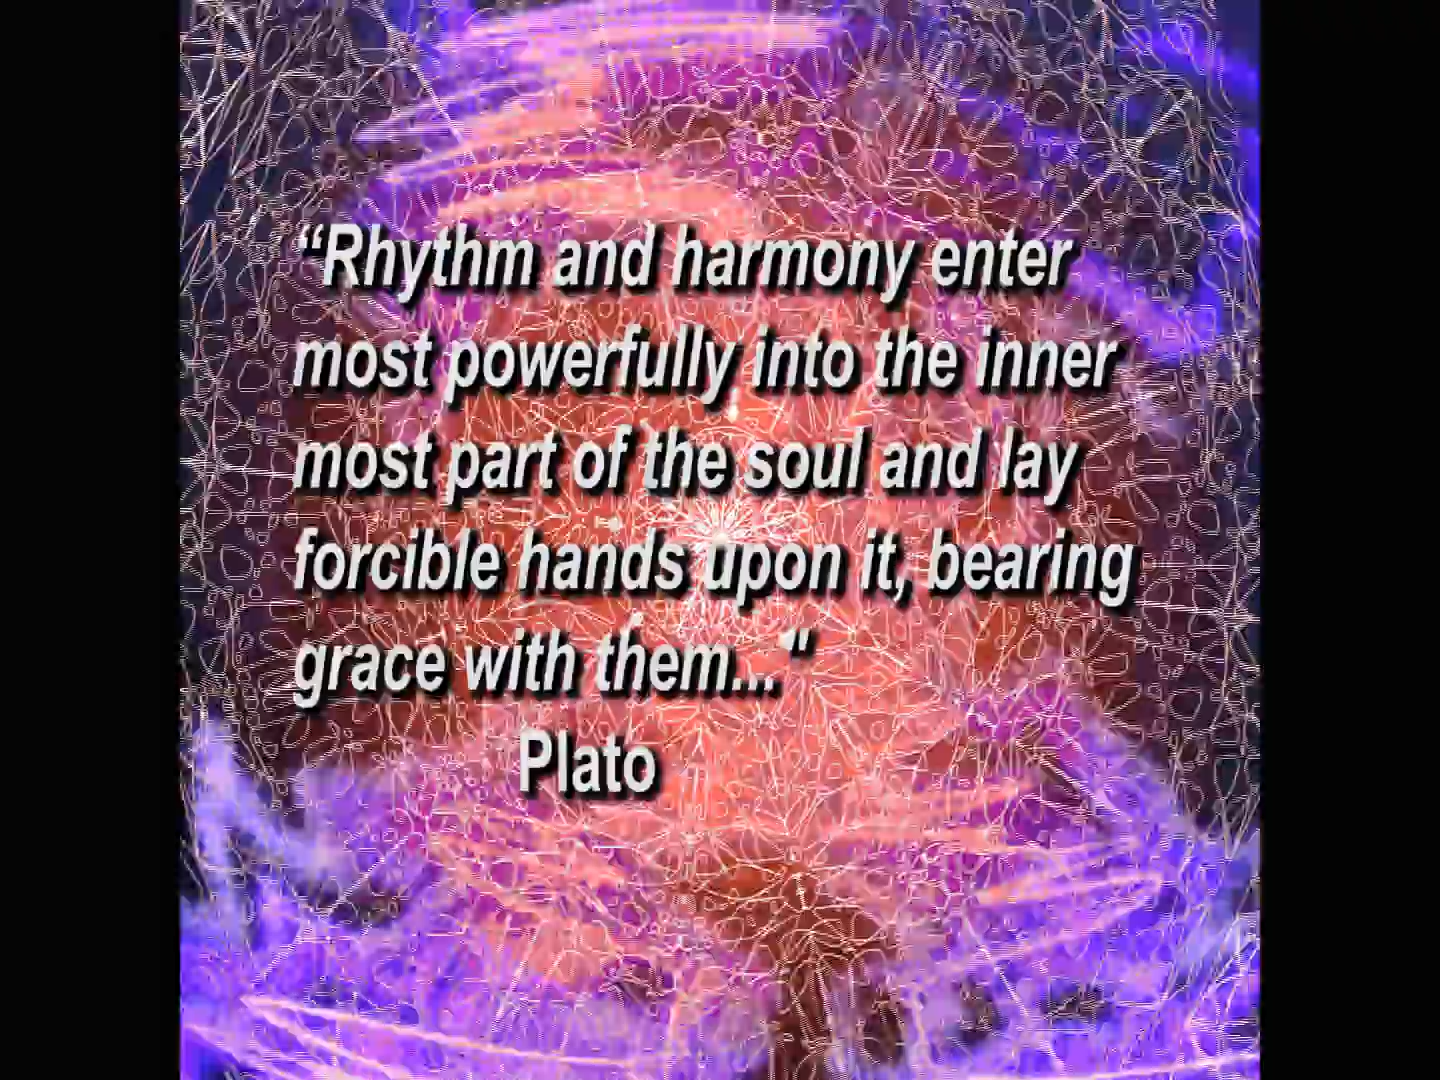 “Rhythm and harmony enter
most powerfully into the inner
most part of the soul and lay
forcible hands upon it, bearing
grace with them..."
Plato